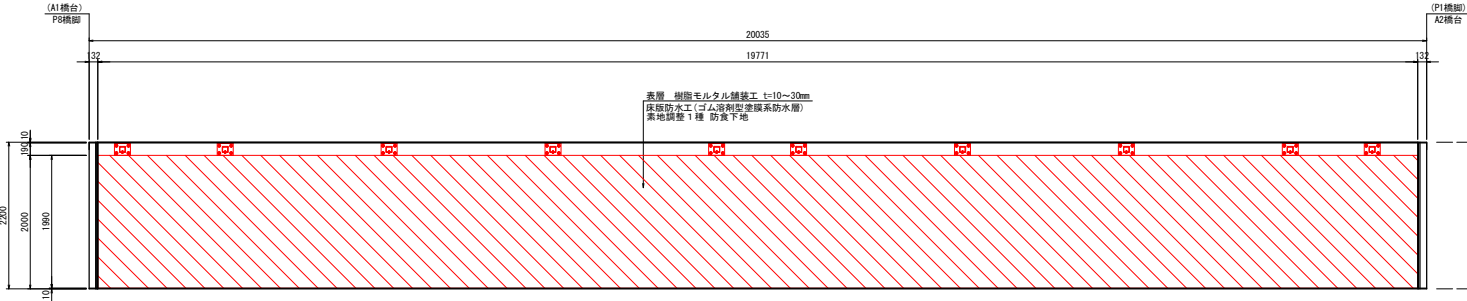 (A1橋台)
P8橋脚
(P1橋脚)
A2橋台
20035
132
19771
132
表層 樹脂モルタル舗装工 t=10～30mm
床版防水工(ゴム溶剤型塗膜系防水層)
素地調整1種 防食下地
10
190
2200
2000
1990
10